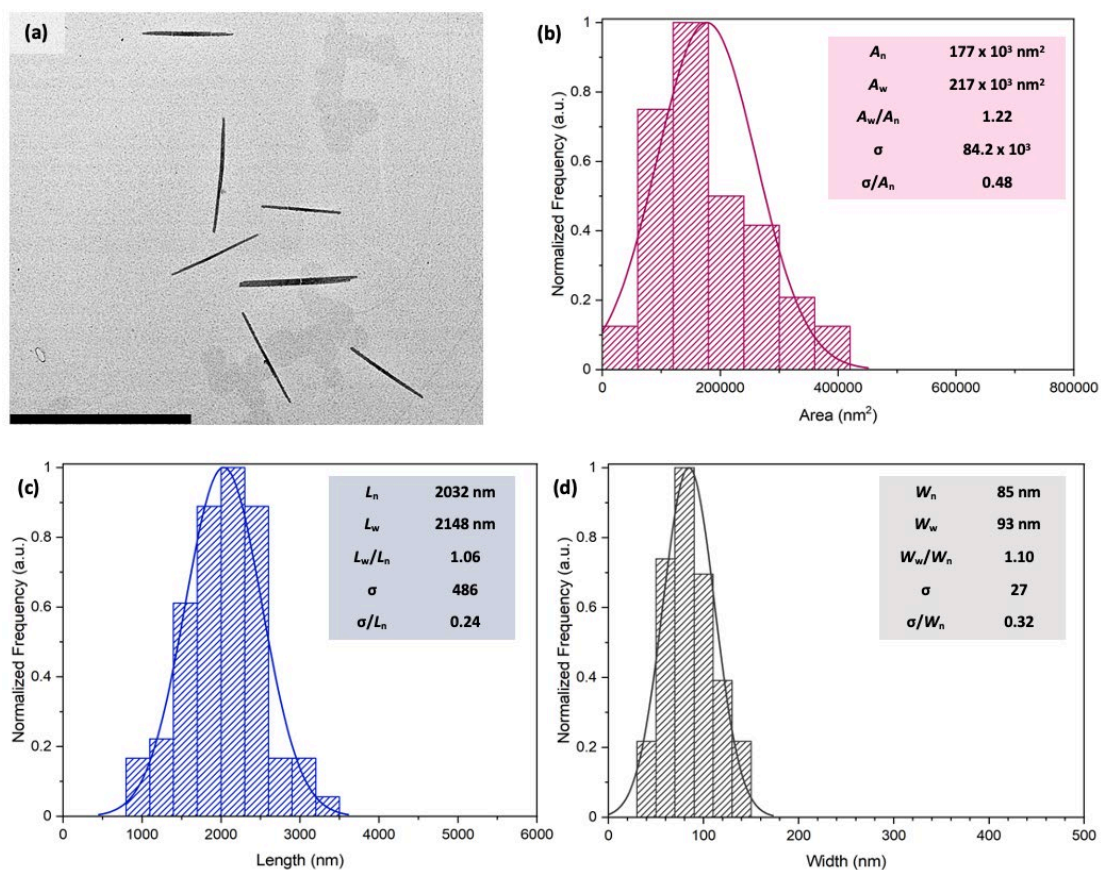 (a)
(b)
Normalized Frequency (a.u.)
1
0.8
0.6
0.4
0.2
0
0 200000 400000 600000 800000
Area (nm²)
Aₙ 177 x 10³ nm²
A_w 217 x 10³ nm²
A_w/Aₙ 1.22
σ 84.2 x 10³
σ/Aₙ 0.48
(c)
Normalized Frequency (a.u.)
1
0.8
0.6
0.4
0.2
0
0 1000 2000 3000 4000 5000 6000
Length (nm)
Lₙ 2032 nm
L_w 2148 nm
L_w/Lₙ 1.06
σ 486
σ/Lₙ 0.24
(d)
Normalized Frequency (a.u.)
1
0.8
0.6
0.4
0.2
0
0 100 200 300 400 500
Width (nm)
Wₙ 85 nm
W_w 93 nm
W_w/Wₙ 1.10
σ 27
σ/Wₙ 0.32